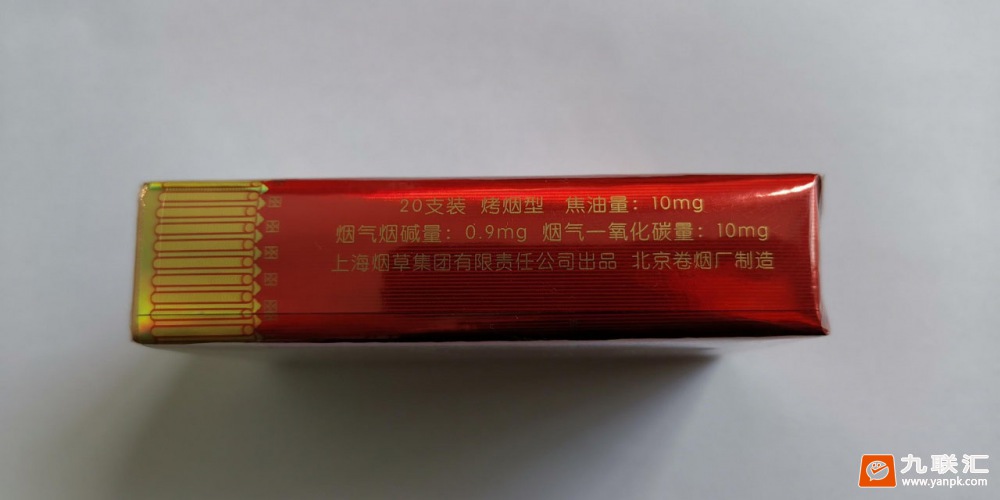 20支装 烤烟型 焦油量：10mg
烟气烟碱量：0.9mg 烟气一氧化碳量：10mg
上海烟草集团有限责任公司出品 北京卷烟厂制造
九联汇
www.yanpk.com